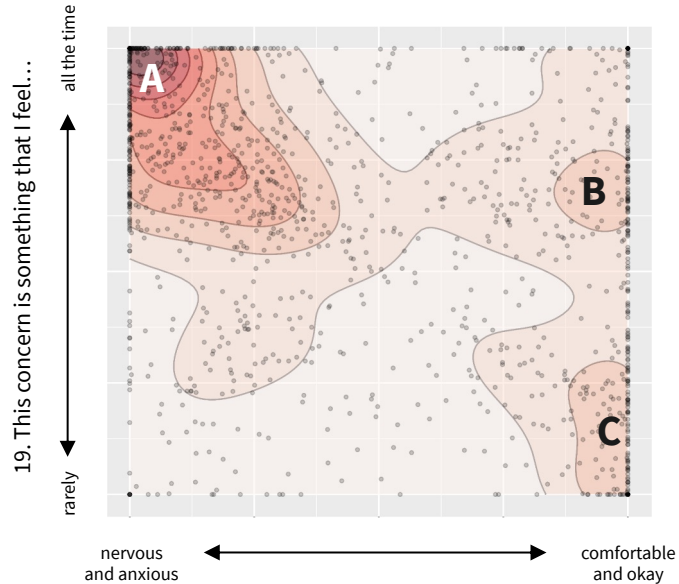 19. This concern is something that I feel...
all the time
rarely
A
B
C
nervous
and anxious
comfortable
and okay